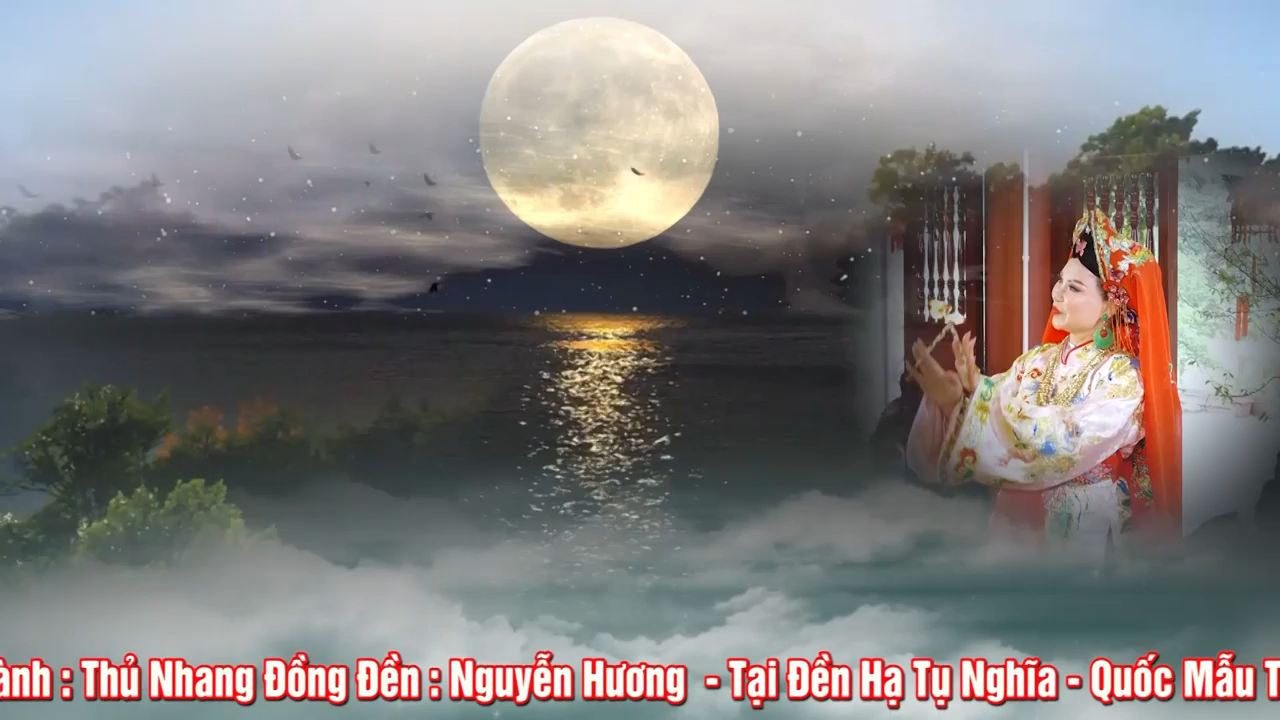 ành : Thủ Nhang Đồng Đền : Nguyễn Hương - Tại Đền Hạ Tụ Nghĩa - Quốc Mẫu T